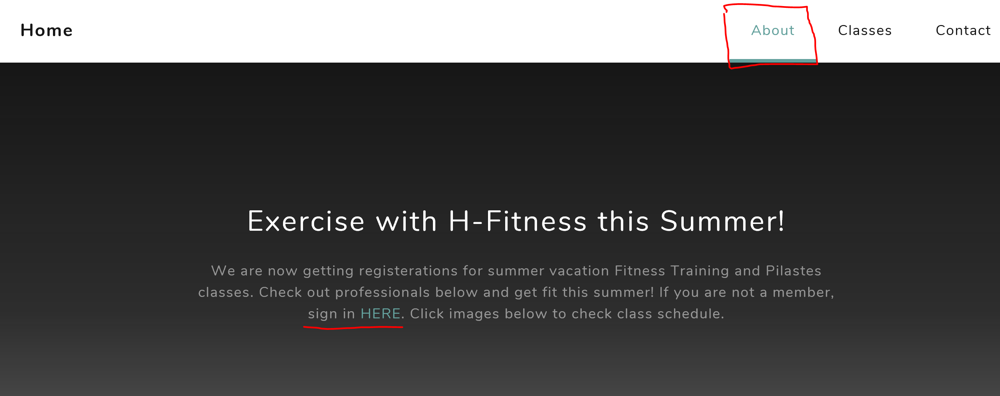 Home About Classes Contact
Exercise with H-Fitness this Summer!
We are now getting registerations for summer vacation Fitness Training and Pilastes
classes. Check out professionals below and get fit this summer! If you are not a member,
sign in HERE. Click images below to check class schedule.